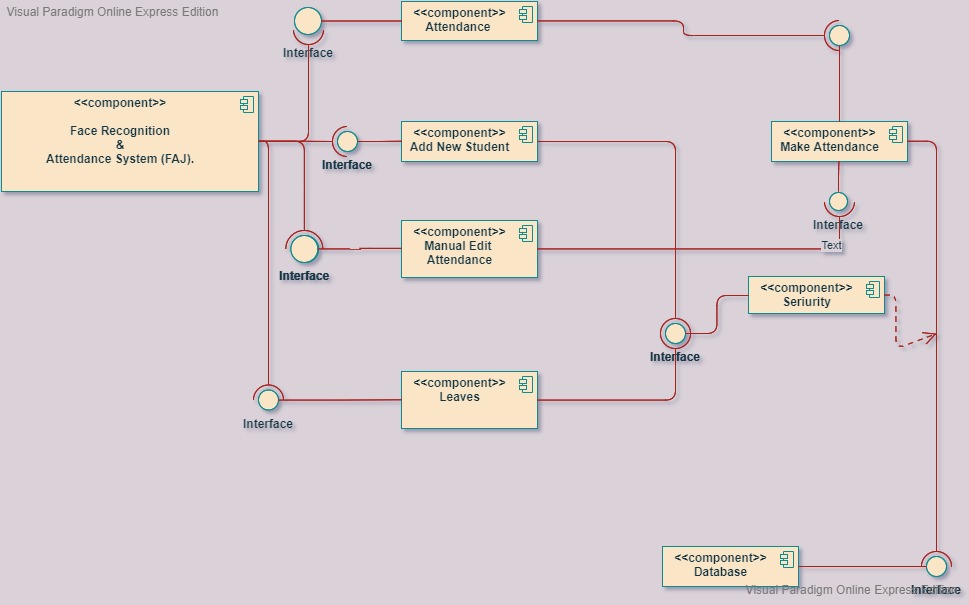 Visual Paradigm Online Express Edition
<<component>>
Attendance
Interface
<<component>>
Face Recognition
&
Attendance System (FAJ).
Interface
<<component>>
Add New Student
<<component>>
Make Attendance
Interface
<<component>>
Manual Edit
Attendance
Interface
Text
<<component>>
Seriurity
Interface
<<component>>
Leaves
Interface
<<component>>
Database
Visual Paradigm Online Express Edition
Interface